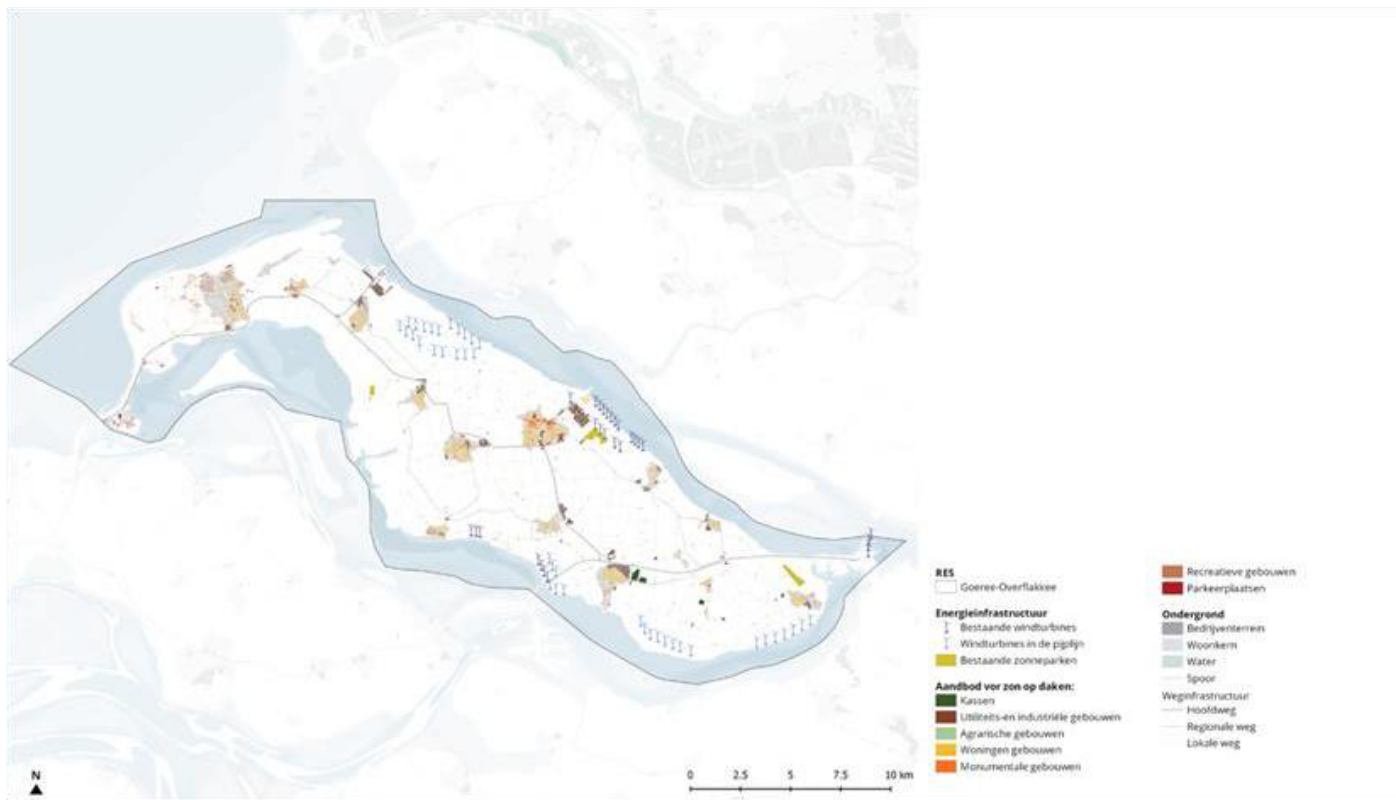 RES
Goeree-Overflakkee
Energieinfrastructuur
Bestaande windturbines
Windturbines in de pijplijn
Bestaande zonneparken
Aandbod vor zon op daken:
Kassen
Utiliteits-en industriële gebouwen
Agrarische gebouwen
Woningen gebouwen
Monumentale gebouwen
Recreatieve gebouwen
Parkeerplaatsen
Ondergrond
Bedrijventerrein
Woonkern
Water
Spoor
Weginfrastructuur
Hoofdweg
Regionale weg
Lokale weg
N
0 2.5 5 7.5 10 km